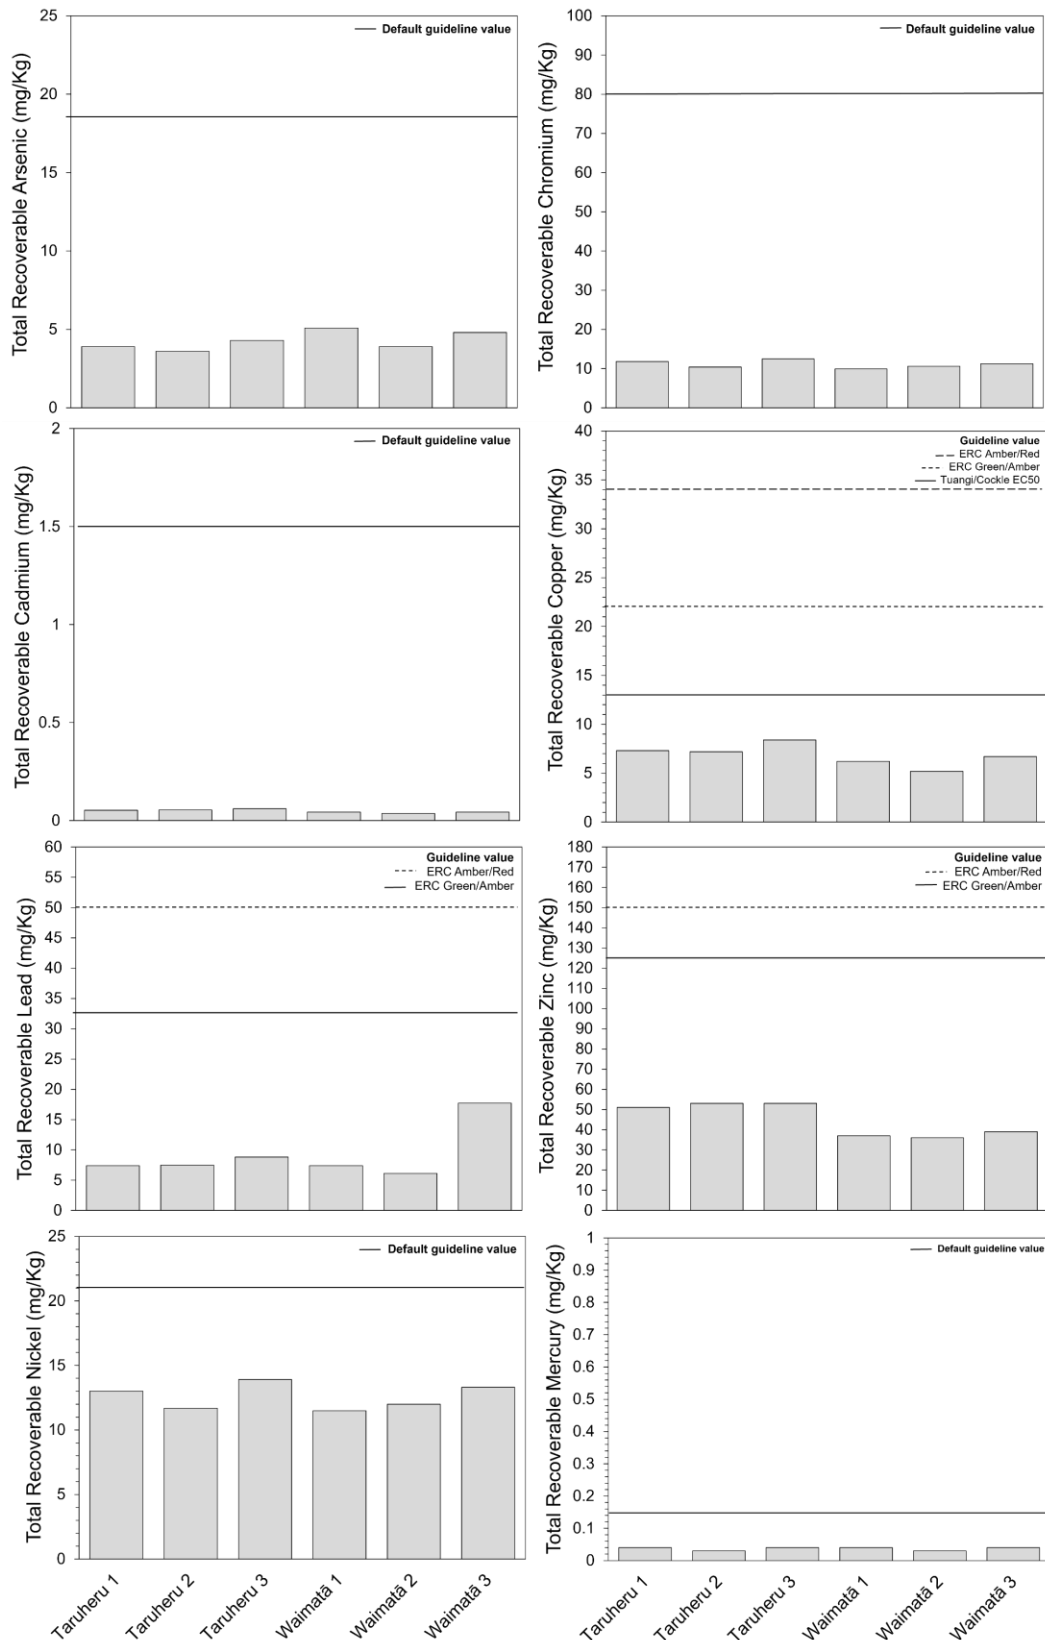 Total Recoverable Arsenic (mg/Kg)
25
20
15
10
5
0
Default guideline value
Total Recoverable Chromium (mg/Kg)
100
90
80
70
60
50
40
30
20
10
0
Default guideline value
Total Recoverable Cadmium (mg/Kg)
2
1.5
1
0.5
0
Default guideline value
Total Recoverable Copper (mg/Kg)
40
35
30
25
20
15
10
5
0
Guideline value
ERC Amber/Red
ERC Green/Amber
Tuangi/Cockle EC50
Total Recoverable Lead (mg/Kg)
60
55
50
45
40
35
30
25
20
15
10
5
0
Guideline value
ERC Amber/Red
ERC Green/Amber
Total Recoverable Zinc (mg/Kg)
180
170
160
150
140
130
120
110
100
90
80
70
60
50
40
30
20
10
0
Guideline value
ERC Amber/Red
ERC Green/Amber
Total Recoverable Nickel (mg/Kg)
25
20
15
10
5
0
Default guideline value
Taruheru 1
Taruheru 2
Taruheru 3
Waimatā 1
Waimatā 2
Waimatā 3
Total Recoverable Mercury (mg/Kg)
1
0.9
0.8
0.7
0.6
0.5
0.4
0.3
0.2
0.1
0
Default guideline value
Taruheru 1
Taruheru 2
Taruheru 3
Waimatā 1
Waimatā 2
Waimatā 3